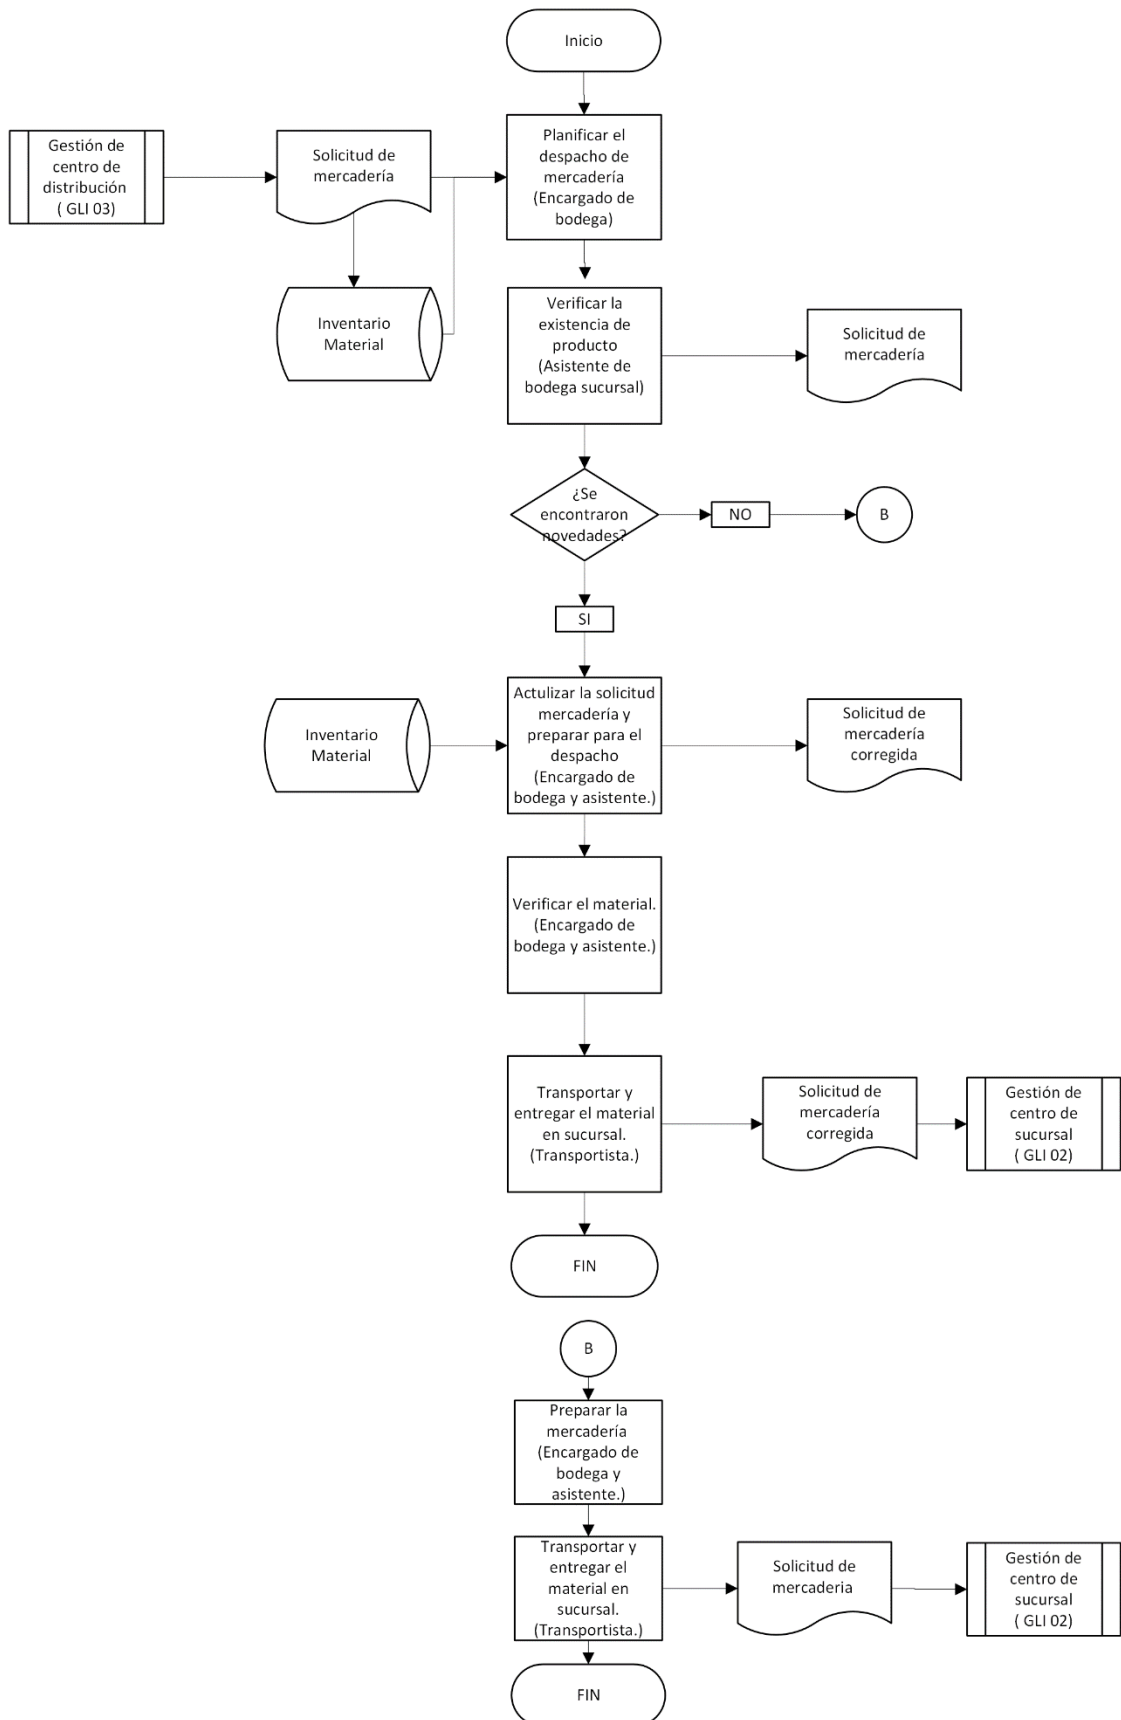 Inicio
Gestión de
centro de
distribución
( GLI 03)
Solicitud de
mercadería
Planificar el
despacho de
mercadería
(Encargado de
bodega)
Inventario
Material
Verificar la
existencia de
producto
(Asistente de
bodega sucursal)
Solicitud de
mercadería
¿Se
encontraron
novedades?
NO
B
SI
Inventario
Material
Actulizar la solicitud
mercadería y
preparar para el
despacho
(Encargado de
bodega y asistente.)
Solicitud de
mercadería
corregida
Verificar el material.
(Encargado de
bodega y asistente.)
Transportar y
entregar el material
en sucursal.
(Transportista.)
Solicitud de
mercadería
corregida
Gestión de
centro de
sucursal
( GLI 02)
FIN
B
Preparar la
mercadería
(Encargado de
bodega y
asistente.)
Transportar y
entregar el
material en
sucursal.
(Transportista.)
Solicitud de
mercaderia
Gestión de
centro de
sucursal
( GLI 02)
FIN